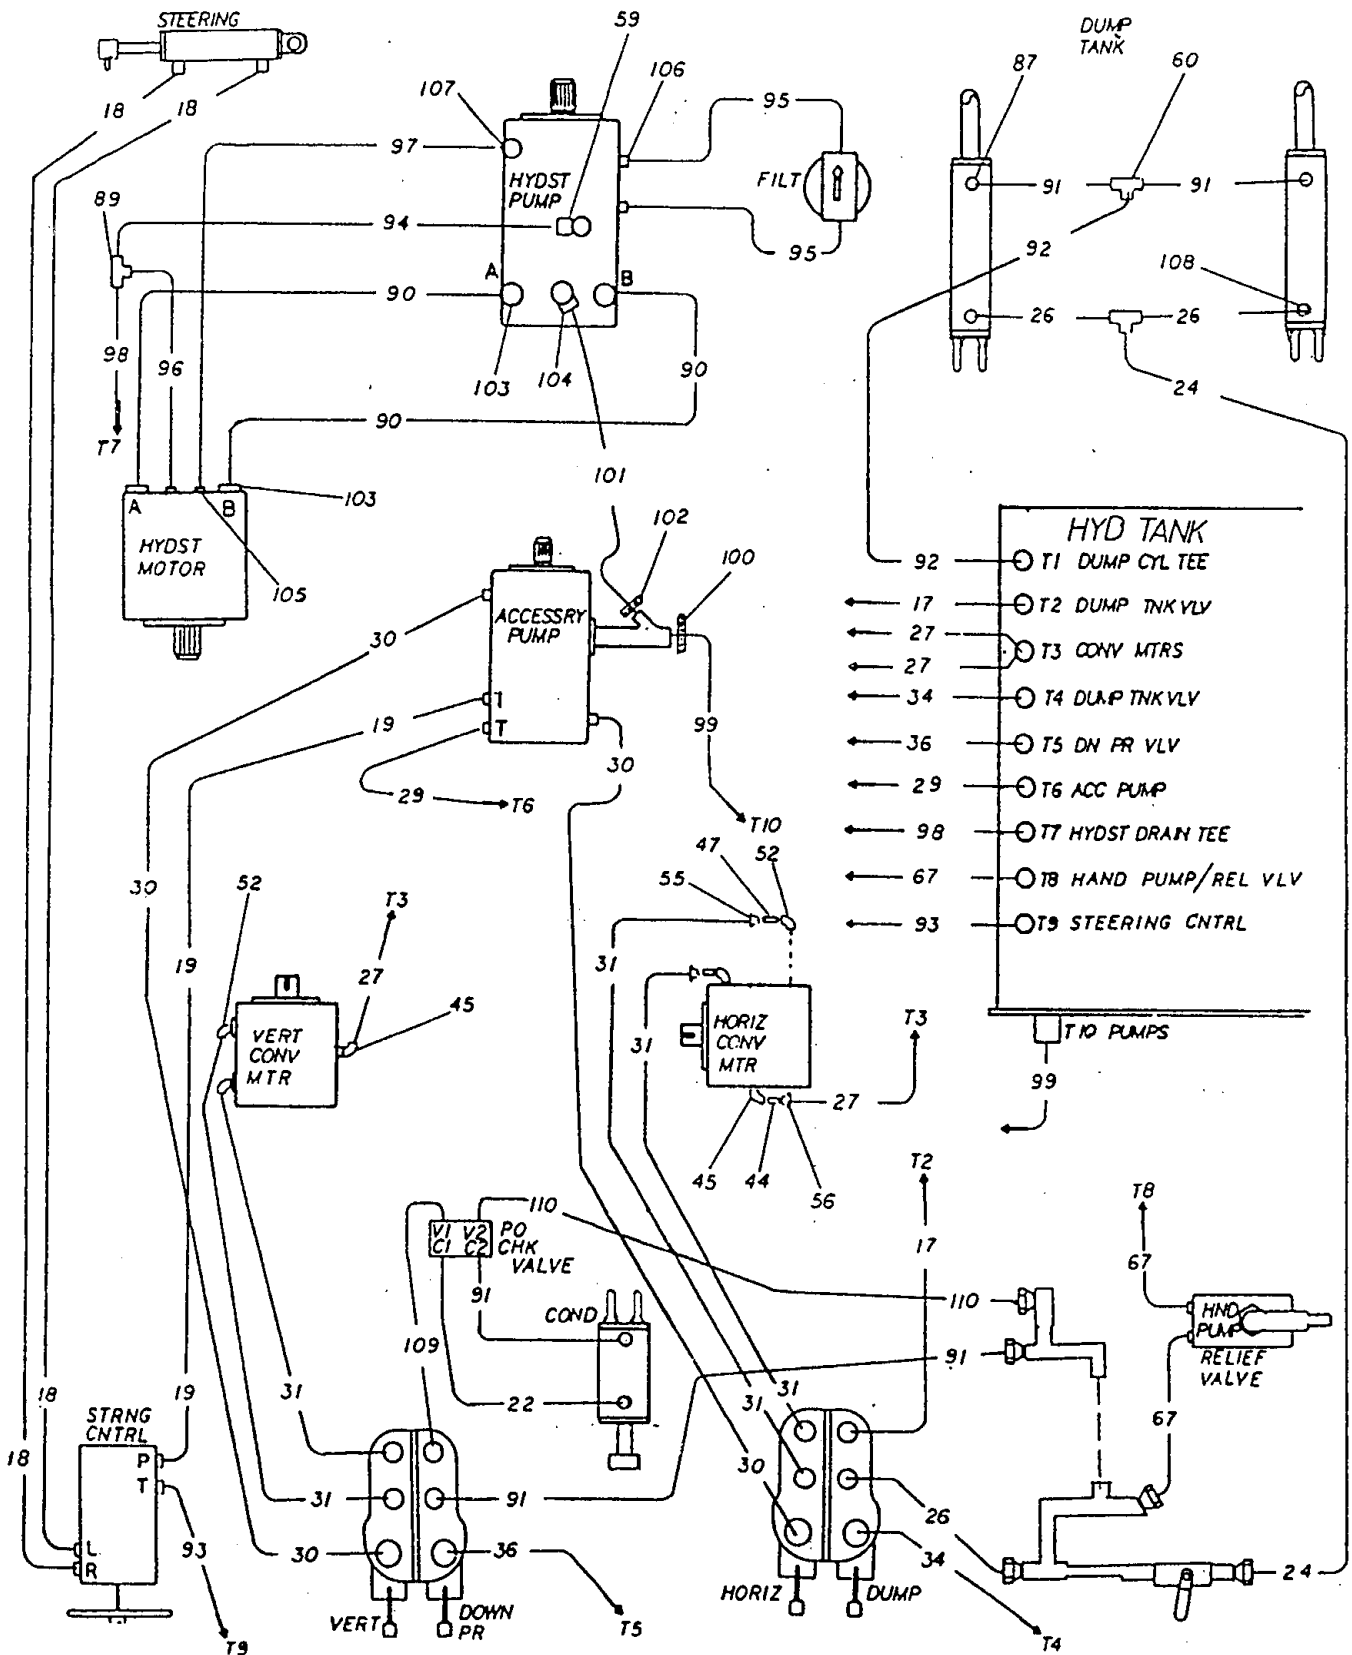 STEERING
59
DUMP
TANK
87
60
106
107
95
18
18
97
HYDST
PUMP
FILT
91
91
89
94
95
92
A
B
108
90
26
26
98
96
103
104
90
24
90
T7
101
103
A
B
102
HYDST
MOTOR
100
105
HYD TANK
92
T1 DUMP CYL TEE
ACCESSRY
PUMP
17
T2 DUMP TNK VLV
30
27
T3 CONV MTRS
27
34
T4 DUMP TNK VLV
19
T
T
99
36
T5 DN PR VLV
30
29
T6
29
T6 ACC PUMP
T10
98
T7 HYDST DRAIN TEE
47
52
30
52
55
67
T8 HAND PUMP/REL VLV
T3
93
T9 STEERING CNTRL
19
27
31
45
T3
VERT
CONV
MTR
31
HORIZ
CONV
MTR
T10 PUMPS
99
27
45
44
56
T2
T8
110
V1 V2
C1 C2
PO
CHK
VALVE
17
67
91
COND
110
HND
PUMP
109
91
RELIEF
VALVE
18
19
31
22
31
31
67
STRNG
CNTRL
18
P
T
30
31
91
26
L
R
93
30
36
34
24
HORIZ
DUMP
VERT
DOWN
PR
T5
T9
T4